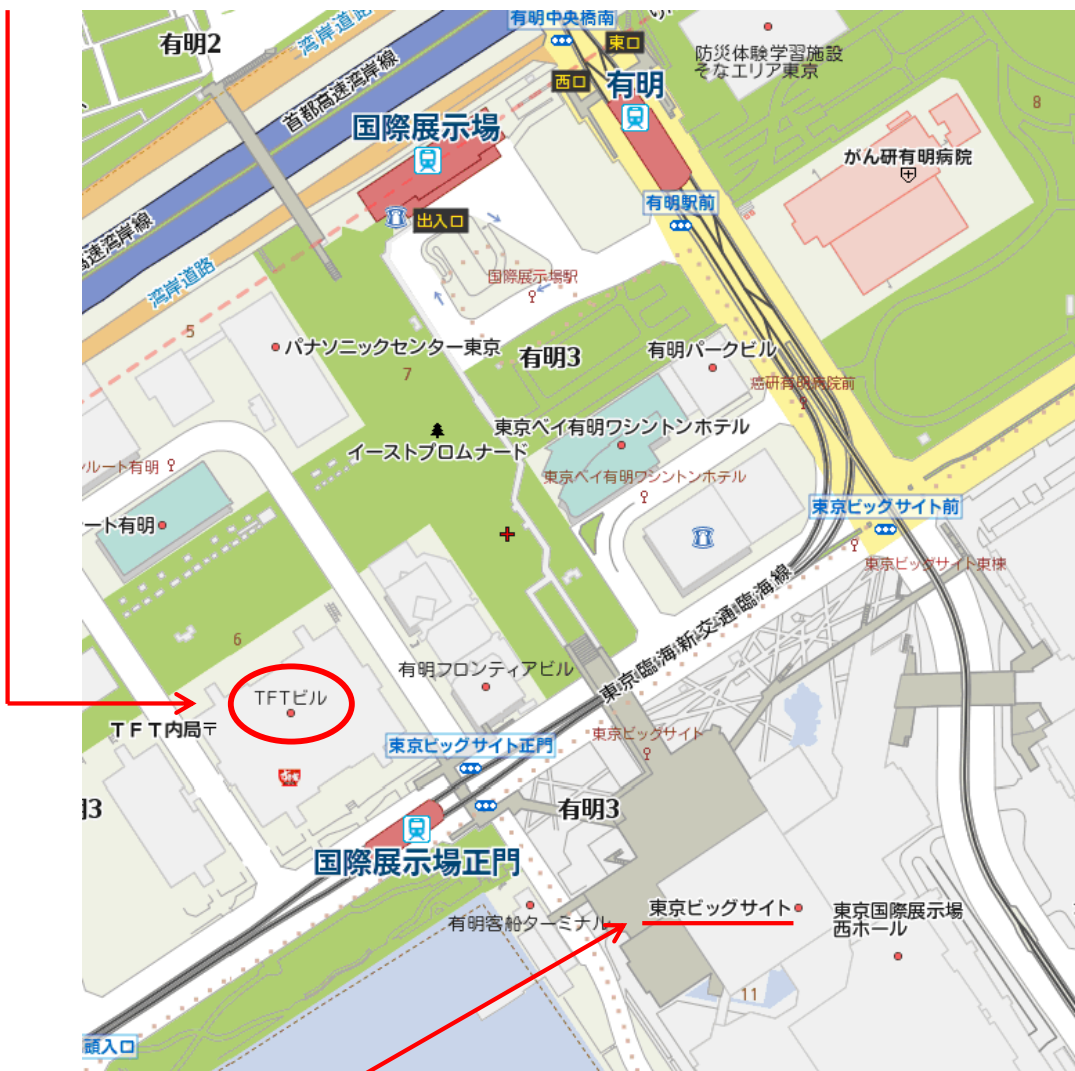 有明中央橋南
湾岸道路
有明2
東口
防災体験学習施設
そなエリア東京
首都高速湾岸線
西口
有明
国際展示場
8
がん研有明病院
有明駅前
出入口
高速湾岸線
湾岸道路
国際展示場駅
5
パナソニックセンター東京
有明3
有明パークビル
7
癌研有明病院前
東京ベイ有明ワシントンホテル
イーストプロムナード
ンルート有明
東京ベイ有明ワシントンホテル
東京ビッグサイト前
ート有明
東京ビッグサイト東棟
東京臨海新交通臨海線
6
有明フロンティアビル
TFTビル
TFT内局〒
東京ビッグサイト
東京ビッグサイト正門
有明3
13
国際展示場正門
東京ビッグサイト
東京国際展示場
西ホール
有明客船ターミナル
11
頭入口